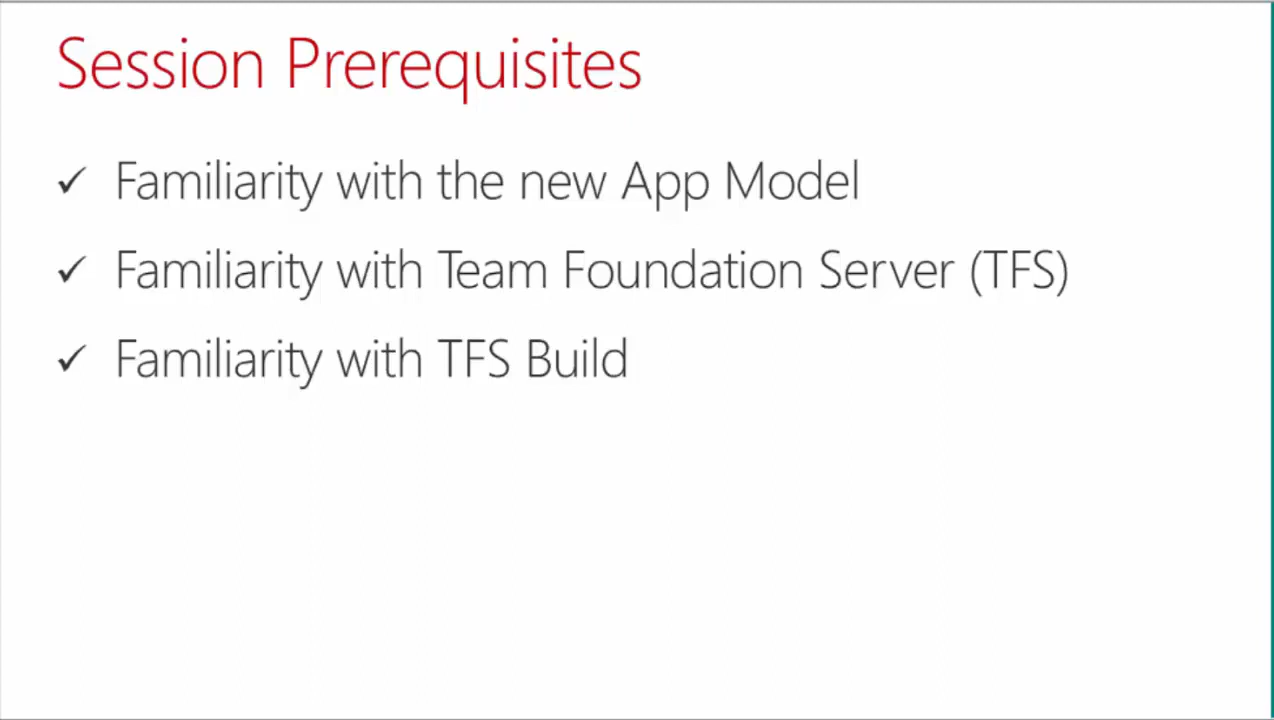 Session Prerequisites
✓ Familiarity with the new App Model
✓ Familiarity with Team Foundation Server (TFS)
✓ Familiarity with TFS Build